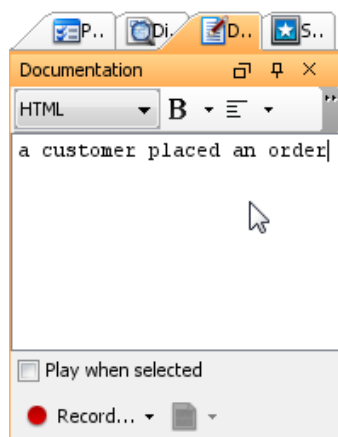 P.. Di. D.. S..
Documentation
HTML B
a customer placed an order
Play when selected
Record...